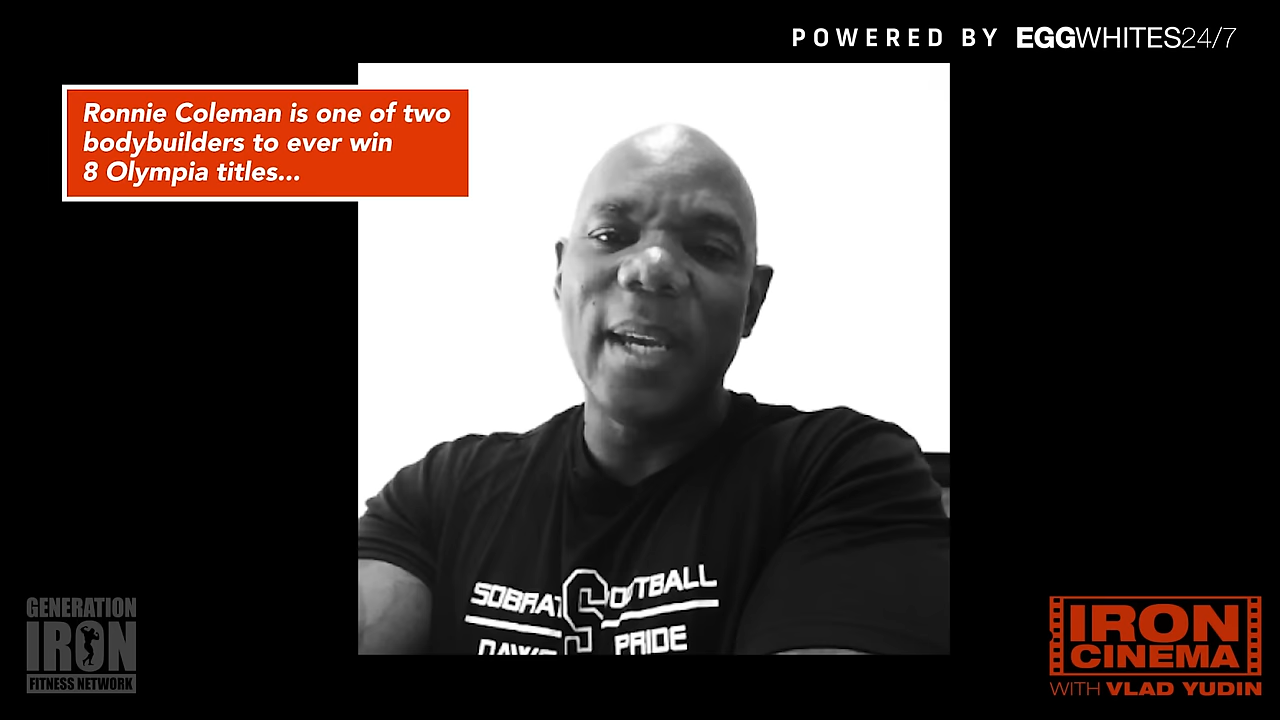 POWERED BY EGGWHITES24/7
Ronnie Coleman is one of two
bodybuilders to ever win
8 Olympia titles...
SOBRAT
PRIDE
GENERATION
IRON
FITNESS NETWORK
IRON
CINEMA
WITH VLAD YUDIN